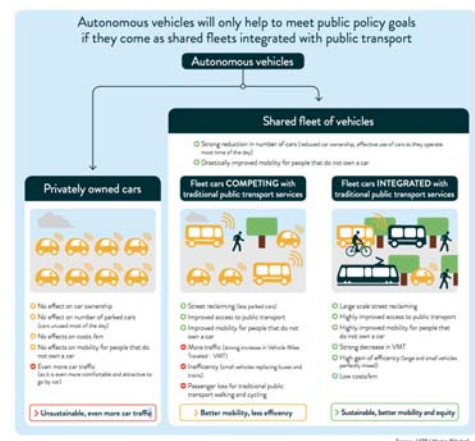 Autonomous vehicles will only help to meet public policy goals
if they come as shared fleets integrated with public transport
Autonomous vehicles
Shared fleet of vehicles
Strong reduction in number of cars (reduced car ownership, effective use of cars as they operate
most time of the day)
Drastically improved mobility for people that do not own a car
Privately owned cars
No effect on car ownership
No effect on number of parked cars
(cars unused most of the day)
No effects on costs/km
No effects on mobility for people that do not
own a car
Even more car traffic
(as it is even more comfortable and attractive to
go by car)
Unsustainable, even more car traffic
Fleet cars COMPETING with
traditional public transport services
Street reclaiming (less parked cars)
Improved access to public transport
Improved mobility for people that do not
own a car
More traffic (strong increase in Vehicle Miles
Traveled - VMT)
Inefficency (small vehicles replacing buses and
trains)
Passenger loss for traditional public
transport walking and cycling
Better mobility, less efficency
Fleet cars INTEGRATED with
traditional public transport services
Large scale street reclaiming
Highly improved access to public transport
Highly improved mobility for people that
do not own a car
Strong decrease in VMT
High gain of efficency (large and small vehicles
perfectly mixed)
Low costs/km
Sustainable, better mobility and equity